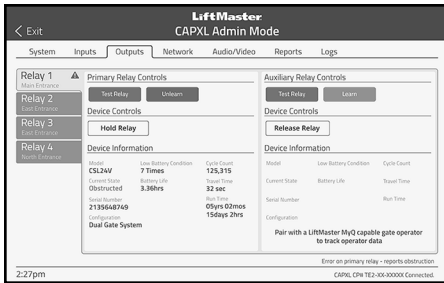 LiftMaster
Exit
CAPXL Admin Mode
System Inputs Outputs Network Audio/Video Reports Logs
Relay 1
Main Entrance
Relay 2
East Entrance
Relay 3
East Entrance
Relay 4
North Entrance
Primary Relay Controls
Test Relay Unlearn
Device Controls
Hold Relay
Device Information
Model Low Battery Condition Cycle Count
CSL24V 7 Times 125,315
Current State Battery Life Travel Time
Obstructed 3.36hrs 32 sec
Serial Number Run Time
2135648749 05yrs 02mos
15days 2hrs
Configuration
Dual Gate System
Auxiliary Relay Controls
Test Relay Learn
Device Controls
Release Relay
Device Information
Model Low Battery Condition Cycle Count
Current State Battery Life Travel Time
Serial Number Run Time
Configuration
Pair with a LiftMaster MyQ capable gate operator
to track operator data
Error on primary relay - reports obstruction
2:27pm
CAPXL CP# TE2-XX-XXXXX Connected.